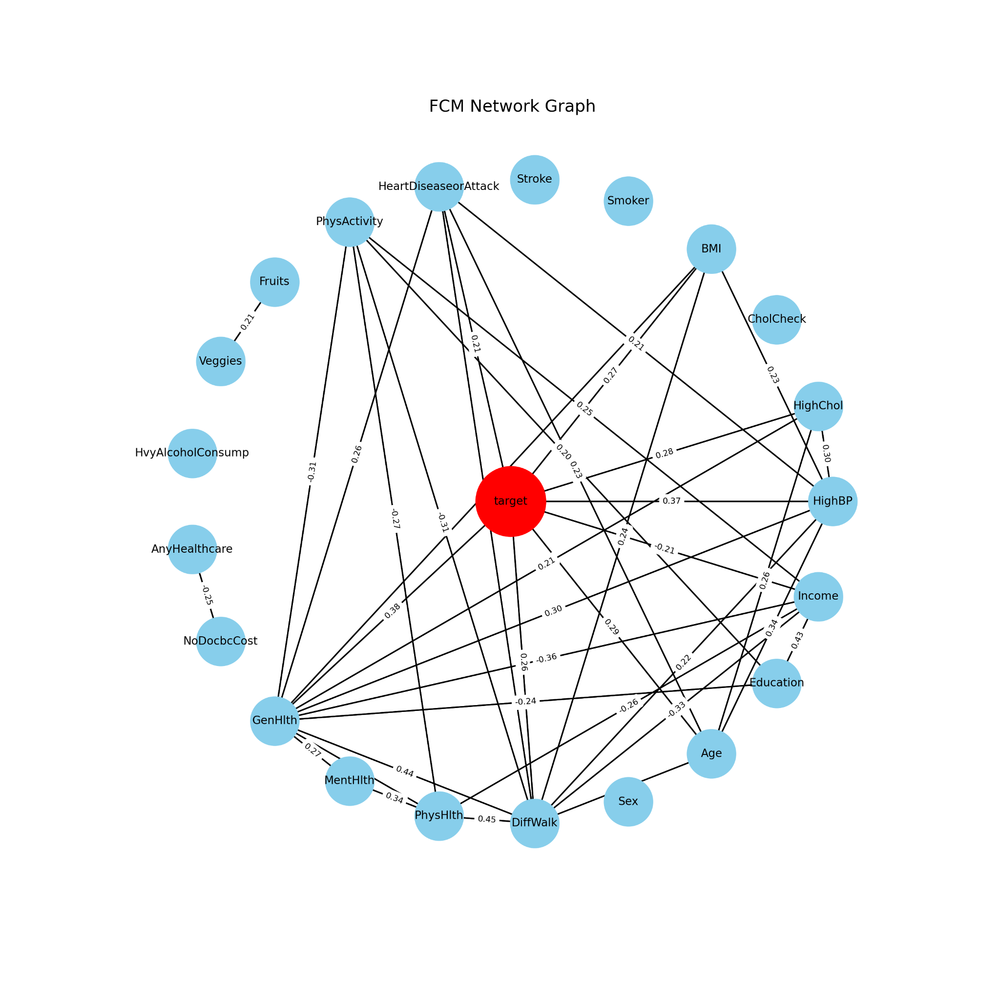 FCM Network Graph
Stroke
HeartDiseaseorAttack
Smoker
PhysActivity
BMI
Fruits
CholCheck
0.21
0.21
0.21
Veggies
0.27
0.23
HighChol
0.25
0.20
0.28
0.30
HvyAlcoholConsump
0.26
-0.31
0.23
target
0.37
HighBP
-0.27
-0.31
0.24
AnyHealthcare
-0.21
0.21
0.26
-0.25
Income
0.38
0.30
0.29
0.34
NoDocbcCost
0.43
-0.36
0.26
0.22
Education
-0.24
-0.26
-0.33
GenHlth
0.27
Age
0.44
MentHlth
0.34
Sex
PhysHlth
0.45
DiffWalk